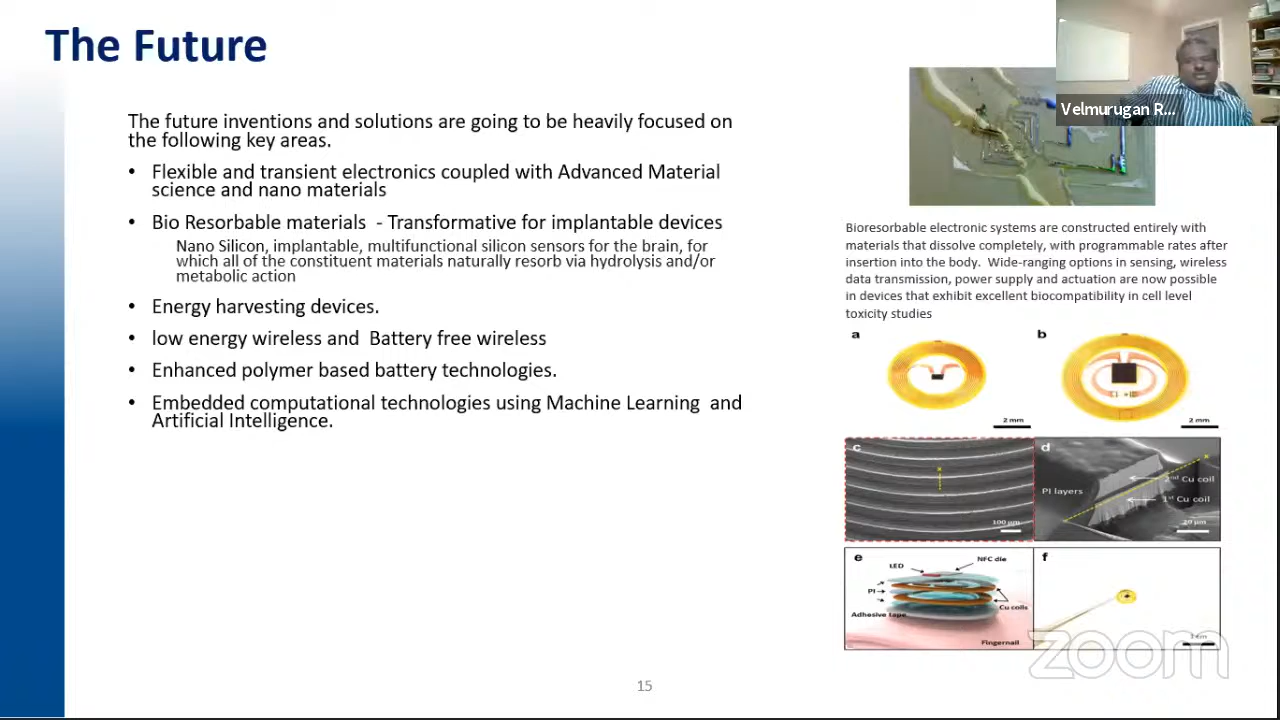 The Future
The future inventions and solutions are going to be heavily focused on
the following key areas.
• Flexible and transient electronics coupled with Advanced Material
science and nano materials
• Bio Resorbable materials - Transformative for implantable devices
Nano Silicon, implantable, multifunctional silicon sensors for the brain, for
which all of the constituent materials naturally resorb via hydrolysis and/or
metabolic action
• Energy harvesting devices.
• low energy wireless and Battery free wireless
• Enhanced polymer based battery technologies.
• Embedded computational technologies using Machine Learning and
Artificial Intelligence.
15
Velmurugan R...
Bioresorbable electronic systems are constructed entirely with
materials that dissolve completely, with programmable rates after
insertion into the body. Wide-ranging options in sensing, wireless
data transmission, power supply and actuation are now possible
in devices that exhibit excellent biocompatibility in cell level
toxicity studies
a
b
2 mm
2 mm
c
d
PI layers
2nd Cu coil
1st Cu coil
100 μm
20 μm
e
f
LED
NFC die
PI
Cu coils
Adhesive tape
Fingernail
1 cm
zoom